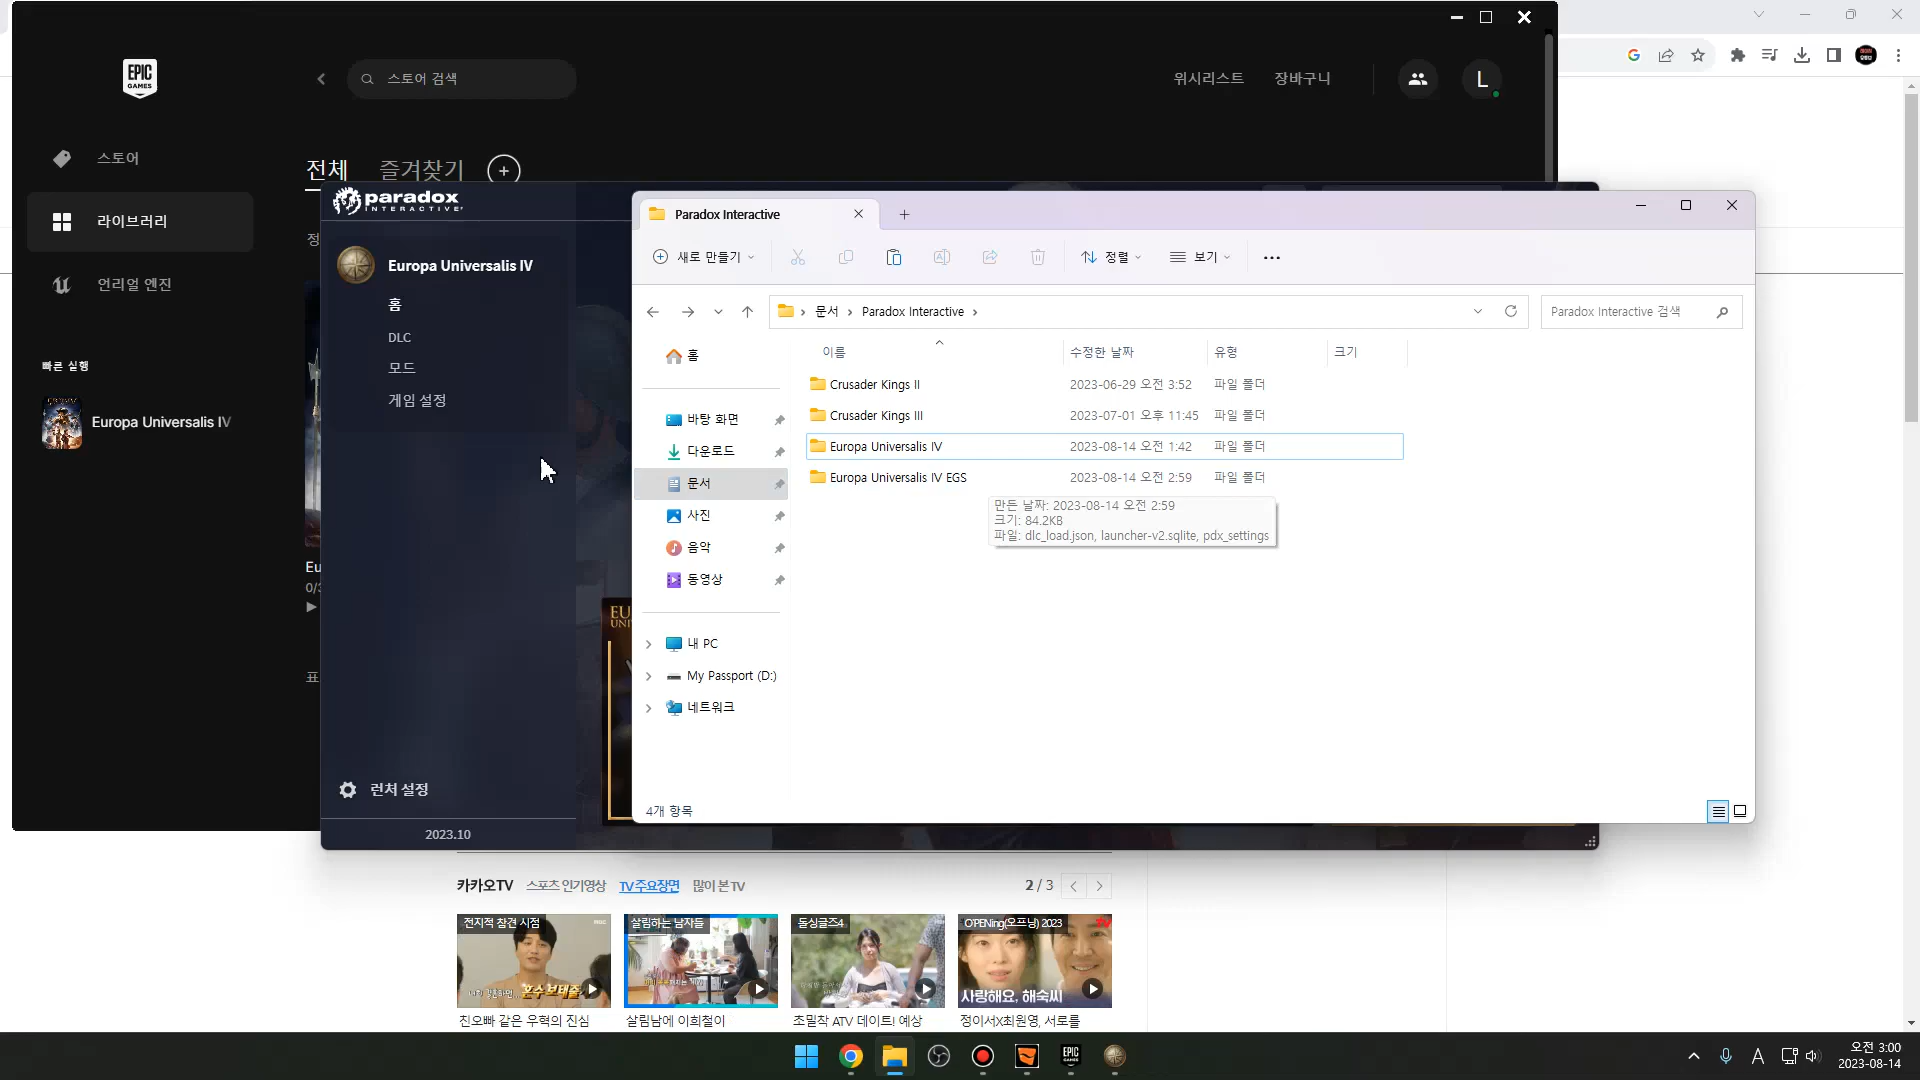 EPIC
GAMES
스토어 검색
위시리스트
장바구니
L
스토어
라이브러리
언리얼 엔진
빠른 실행
Europa Universalis IV
전체
즐겨찾기
paradox
INTERACTIVE
Europa Universalis IV
홈
DLC
모드
게임 설정
런처 설정
2023.10
Paradox Interactive
새로 만들기
정렬
보기
문서 > Paradox Interactive >
Paradox Interactive 검색
이름
수정한 날짜
유형
크기
Crusader Kings II
2023-06-29 오전 3:52
파일 폴더
Crusader Kings III
2023-07-01 오후 11:45
파일 폴더
Europa Universalis IV
2023-08-14 오전 1:42
파일 폴더
Europa Universalis IV EGS
2023-08-14 오전 2:59
파일 폴더
만든 날짜: 2023-08-14 오전 2:59
크기: 84.2KB
파일: dlc_load.json, launcher-v2.sqlite, pdx_settings
홈
바탕 화면
다운로드
문서
사진
음악
동영상
내 PC
My Passport (D:)
네트워크
4개 항목
카카오TV
스포츠 인기영상
TV주요장면
많이 본 TV
2 / 3
전지적 참견 시점
살림하는 남자들
돌싱글즈4
O'PENing(오프닝) 2023
사랑해요, 해숙씨
친오빠 같은 우혁의 진심
살림남에 이희철이
초밀착 ATV 데이트! 예상
정이서X최원영, 서로를
A
오전 3:00
2023-08-14